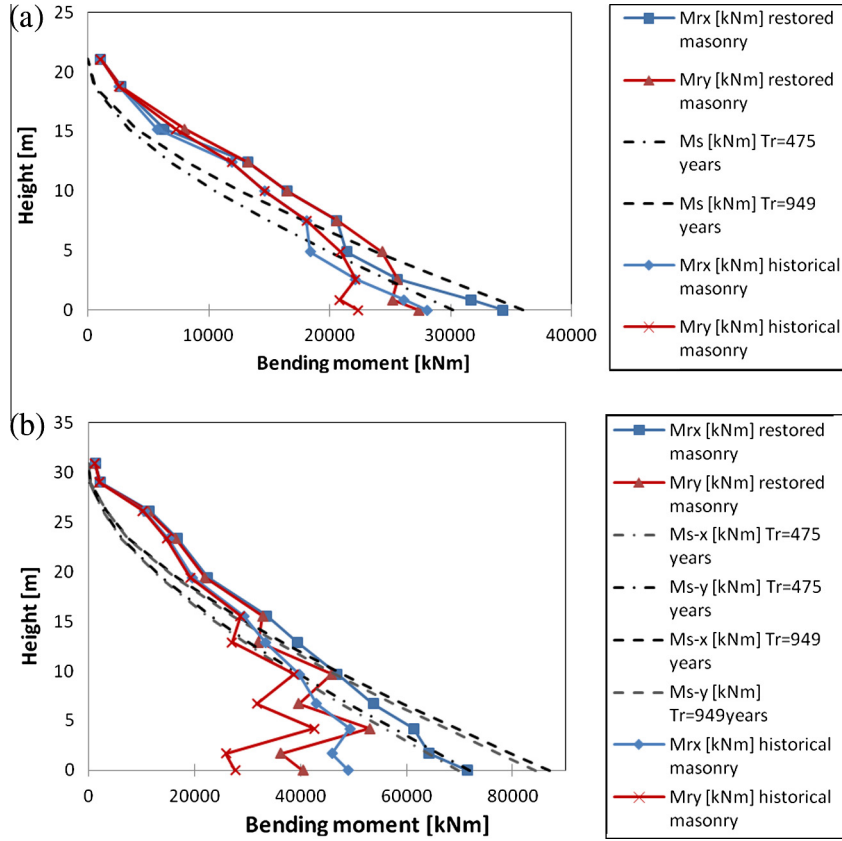 (a)
25
20
15
10
5
0
Height [m]
0 10000 20000 30000 40000
Bending moment [kNm]
Mrx [kNm] restored
masonry
Mry [kNm] restored
masonry
Ms [kNm] Tr=475
years
Ms [kNm] Tr=949
years
Mrx [kNm] historical
masonry
Mry [kNm] historical
masonry
(b)
35
30
25
20
15
10
5
0
Height [m]
0 20000 40000 60000 80000
Bending moment [kNm]
Mrx [kNm] restored
masonry
Mry [kNm] restored
masonry
Ms-x [kNm] Tr=475
years
Ms-y [kNm] Tr=475
years
Ms-x [kNm] Tr=949
years
Ms-y [kNm]
Tr=949years
Mrx [kNm] historical
masonry
Mry [kNm] historical
masonry